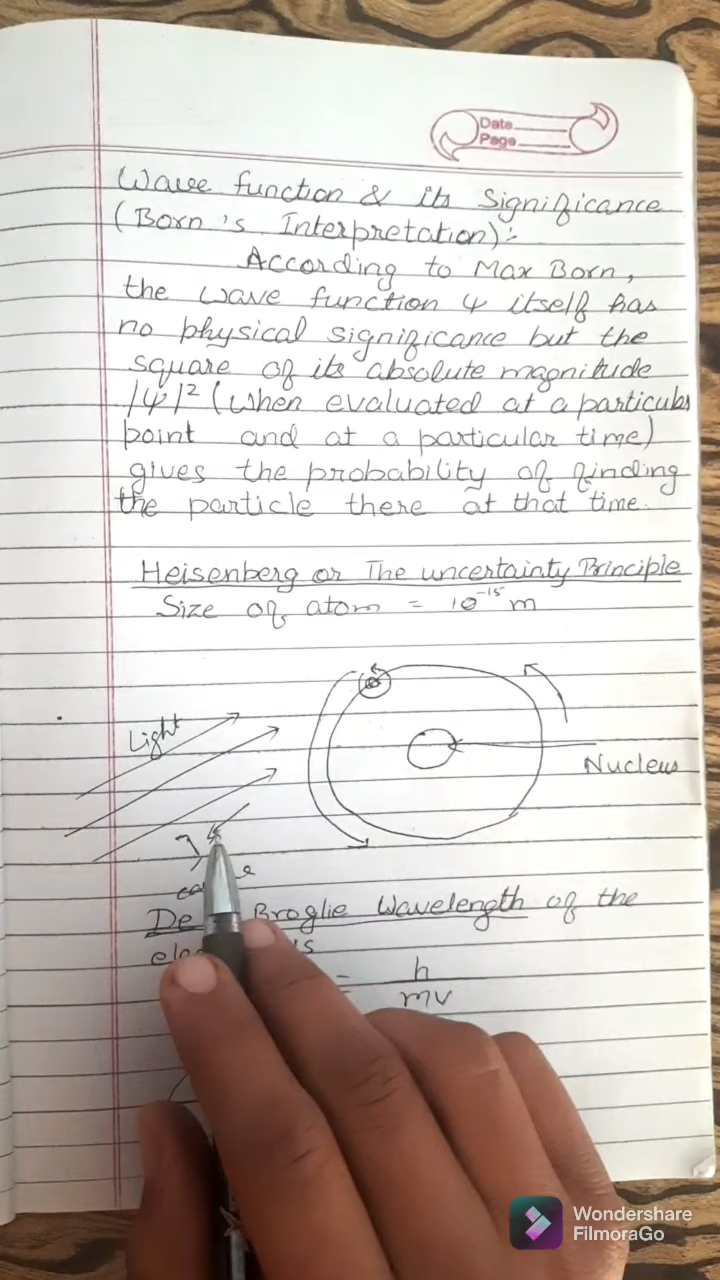 Date
Page
Wave function & its Significance
(Born's Interpretation):-
According to Max Born,
the wave function ψ itself has
no physical significance but the
square of its absolute magnitude
|ψ|² (when evaluated at a particular
point and at a particular time)
gives the probability of finding
the particle there at that time.
Heisenberg or The uncertainty Principle
Size of atom = 10⁻¹⁵ m
Light
Nucleus
De Broglie Wavelength of the
is
= h
mv
Wondershare
FilmoraGo